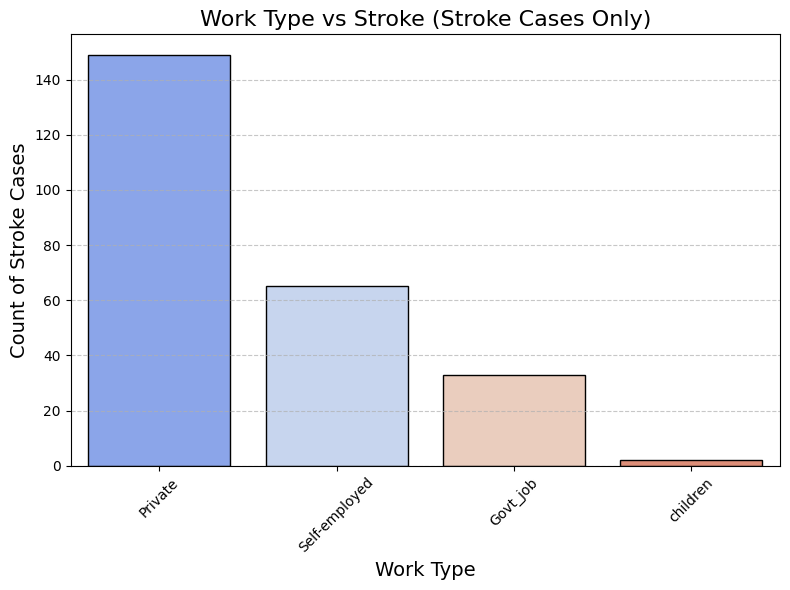 Work Type vs Stroke (Stroke Cases Only)
Count of Stroke Cases
140
120
100
80
60
40
20
0
Private
Self-employed
Govt_job
children
Work Type